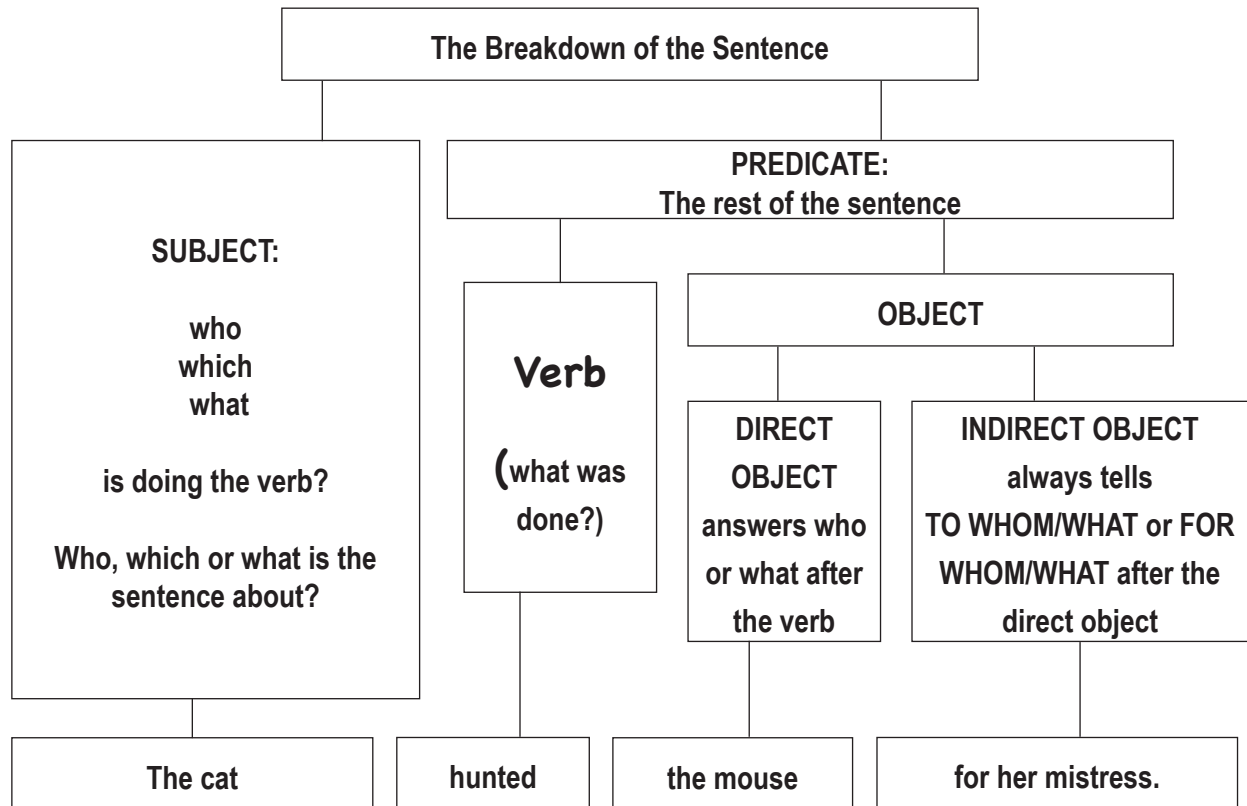 The Breakdown of the Sentence
SUBJECT:
who
which
what
is doing the verb?
Who, which or what is the
sentence about?
PREDICATE:
The rest of the sentence
Verb
(what was
done?)
OBJECT
DIRECT
OBJECT
answers who
or what after
the verb
INDIRECT OBJECT
always tells
TO WHOM/WHAT or FOR
WHOM/WHAT after the
direct object
The cat
hunted
the mouse
for her mistress.